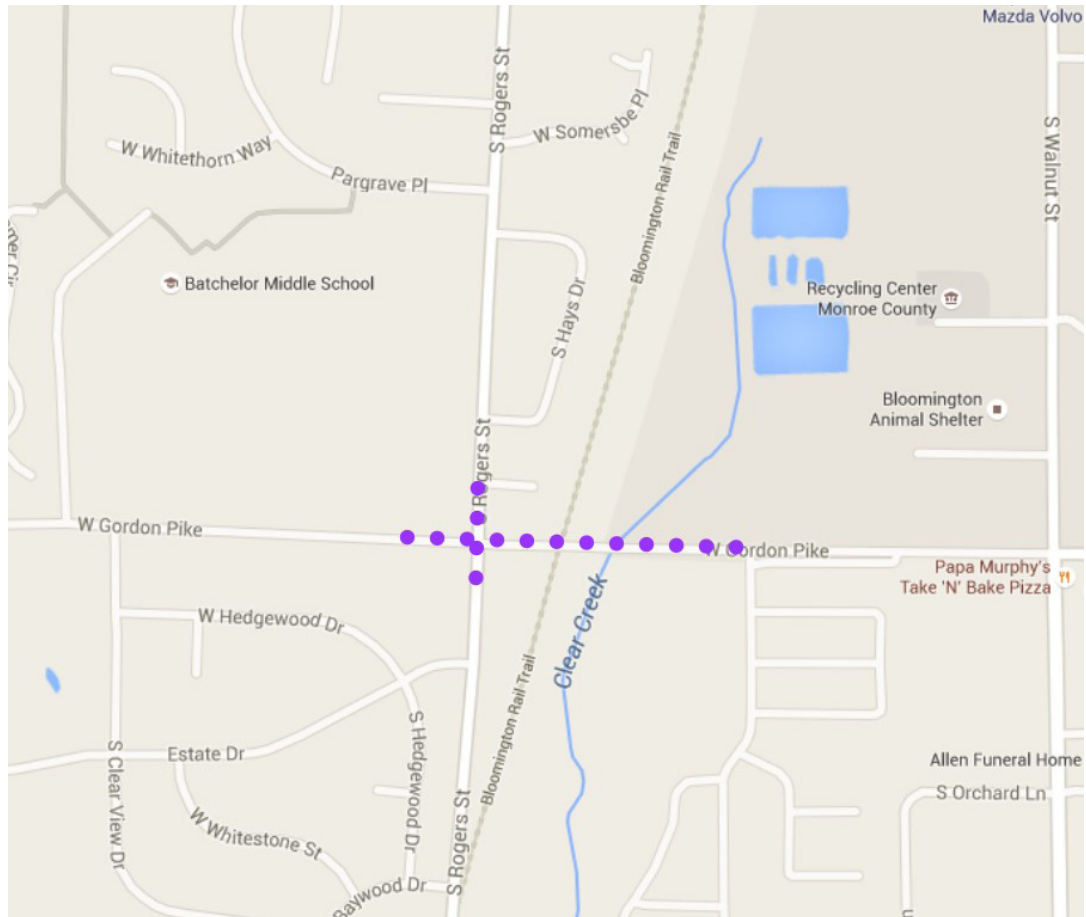 Mazda Volvo
S Rogers St
W Somersbe Pl
W Whitethorn Way
Pargrave Pl
Bloomington Rail Trail
S Walnut St
Batchelor Middle School
Recycling Center
Monroe County
S Hays Dr
Bloomington
Animal Shelter
Rogers St
W Gordon Pike
W Gordon Pike
Papa Murphy's
Take 'N' Bake Pizza
Clear Creek
W Hedgewood Dr
Bloomington Rail Trail
S Hedgewood Dr
Estate Dr
S Clear View Dr
Allen Funeral Home
S Orchard Ln
W Whitestone St
S Rogers St
Baywood Dr